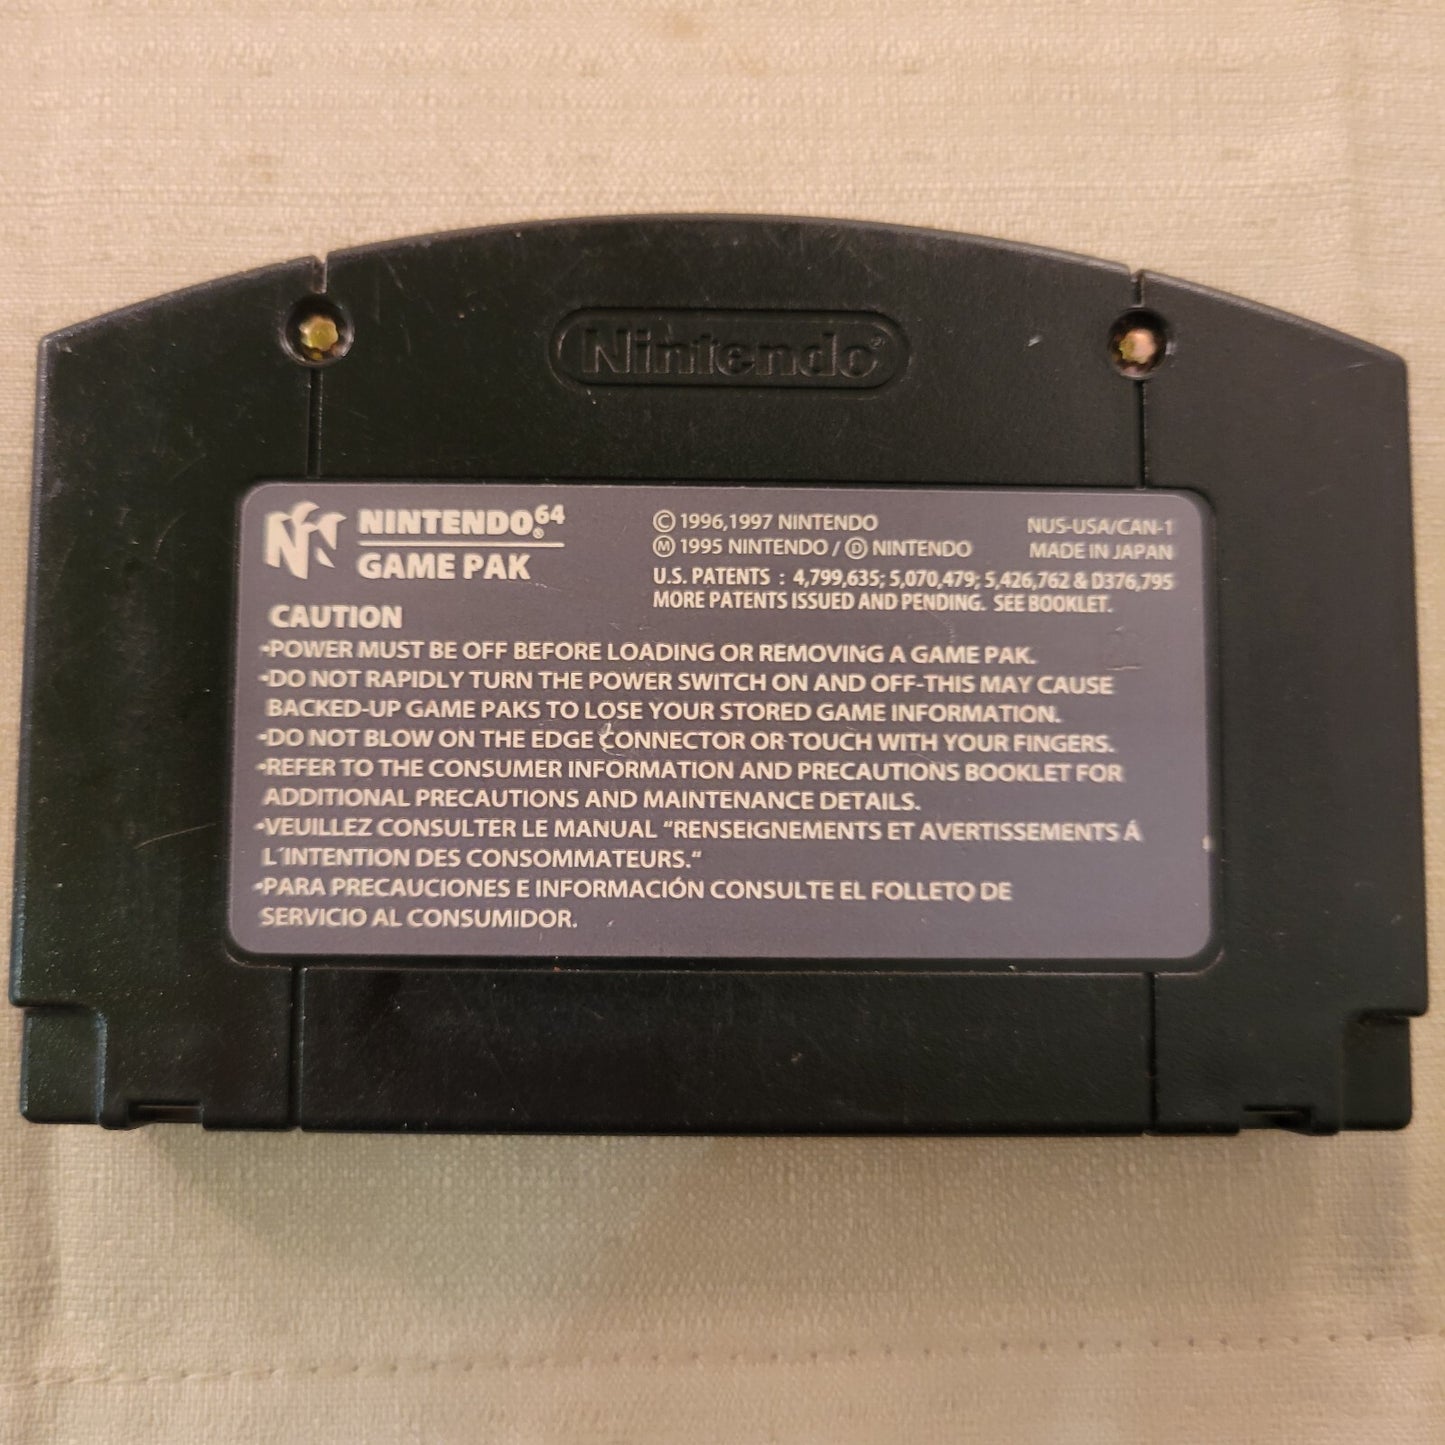 Nintendo®
NINTENDO®64
GAME PAK
© 1996,1997 NINTENDO
Ⓜ 1995 NINTENDO / Ⓓ NINTENDO
NUS-USA/CAN-1
MADE IN JAPAN
U.S. PATENTS : 4,799,635; 5,070,479; 5,426,762 & D376,795
MORE PATENTS ISSUED AND PENDING. SEE BOOKLET.
CAUTION
•POWER MUST BE OFF BEFORE LOADING OR REMOVING A GAME PAK.
•DO NOT RAPIDLY TURN THE POWER SWITCH ON AND OFF-THIS MAY CAUSE
BACKED-UP GAME PAKS TO LOSE YOUR STORED GAME INFORMATION.
•DO NOT BLOW ON THE EDGE CONNECTOR OR TOUCH WITH YOUR FINGERS.
•REFER TO THE CONSUMER INFORMATION AND PRECAUTIONS BOOKLET FOR
ADDITIONAL PRECAUTIONS AND MAINTENANCE DETAILS.
•VEUILLEZ CONSULTER LE MANUAL "RENSEIGNEMENTS ET AVERTISSEMENTS Á
L´INTENTION DES CONSOMMATEURS."
•PARA PRECAUCIONES E INFORMACIÓN CONSULTE EL FOLLETO DE
SERVICIO AL CONSUMIDOR.